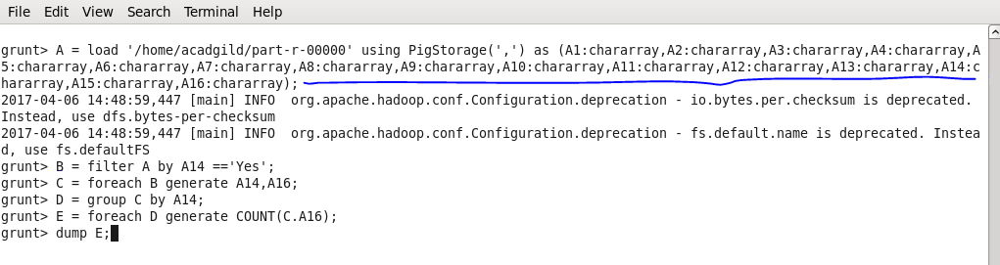 File Edit View Search Terminal Help
grunt> A = load '/home/acadgild/part-r-00000' using PigStorage(',') as (A1:chararray,A2:chararray,A3:chararray,A4:chararray,A
5:chararray,A6:chararray,A7:chararray,A8:chararray,A9:chararray,A10:chararray,A11:chararray,A12:chararray,A13:chararray,A14:c
hararray,A15:chararray,A16:chararray);
2017-04-06 14:48:59,447 [main] INFO  org.apache.hadoop.conf.Configuration.deprecation - io.bytes.per.checksum is deprecated.
Instead, use dfs.bytes-per-checksum
2017-04-06 14:48:59,447 [main] INFO  org.apache.hadoop.conf.Configuration.deprecation - fs.default.name is deprecated. Instea
d, use fs.defaultFS
grunt> B = filter A by A14 =='Yes';
grunt> C = foreach B generate A14,A16;
grunt> D = group C by A14;
grunt> E = foreach D generate COUNT(C.A16);
grunt> dump E;